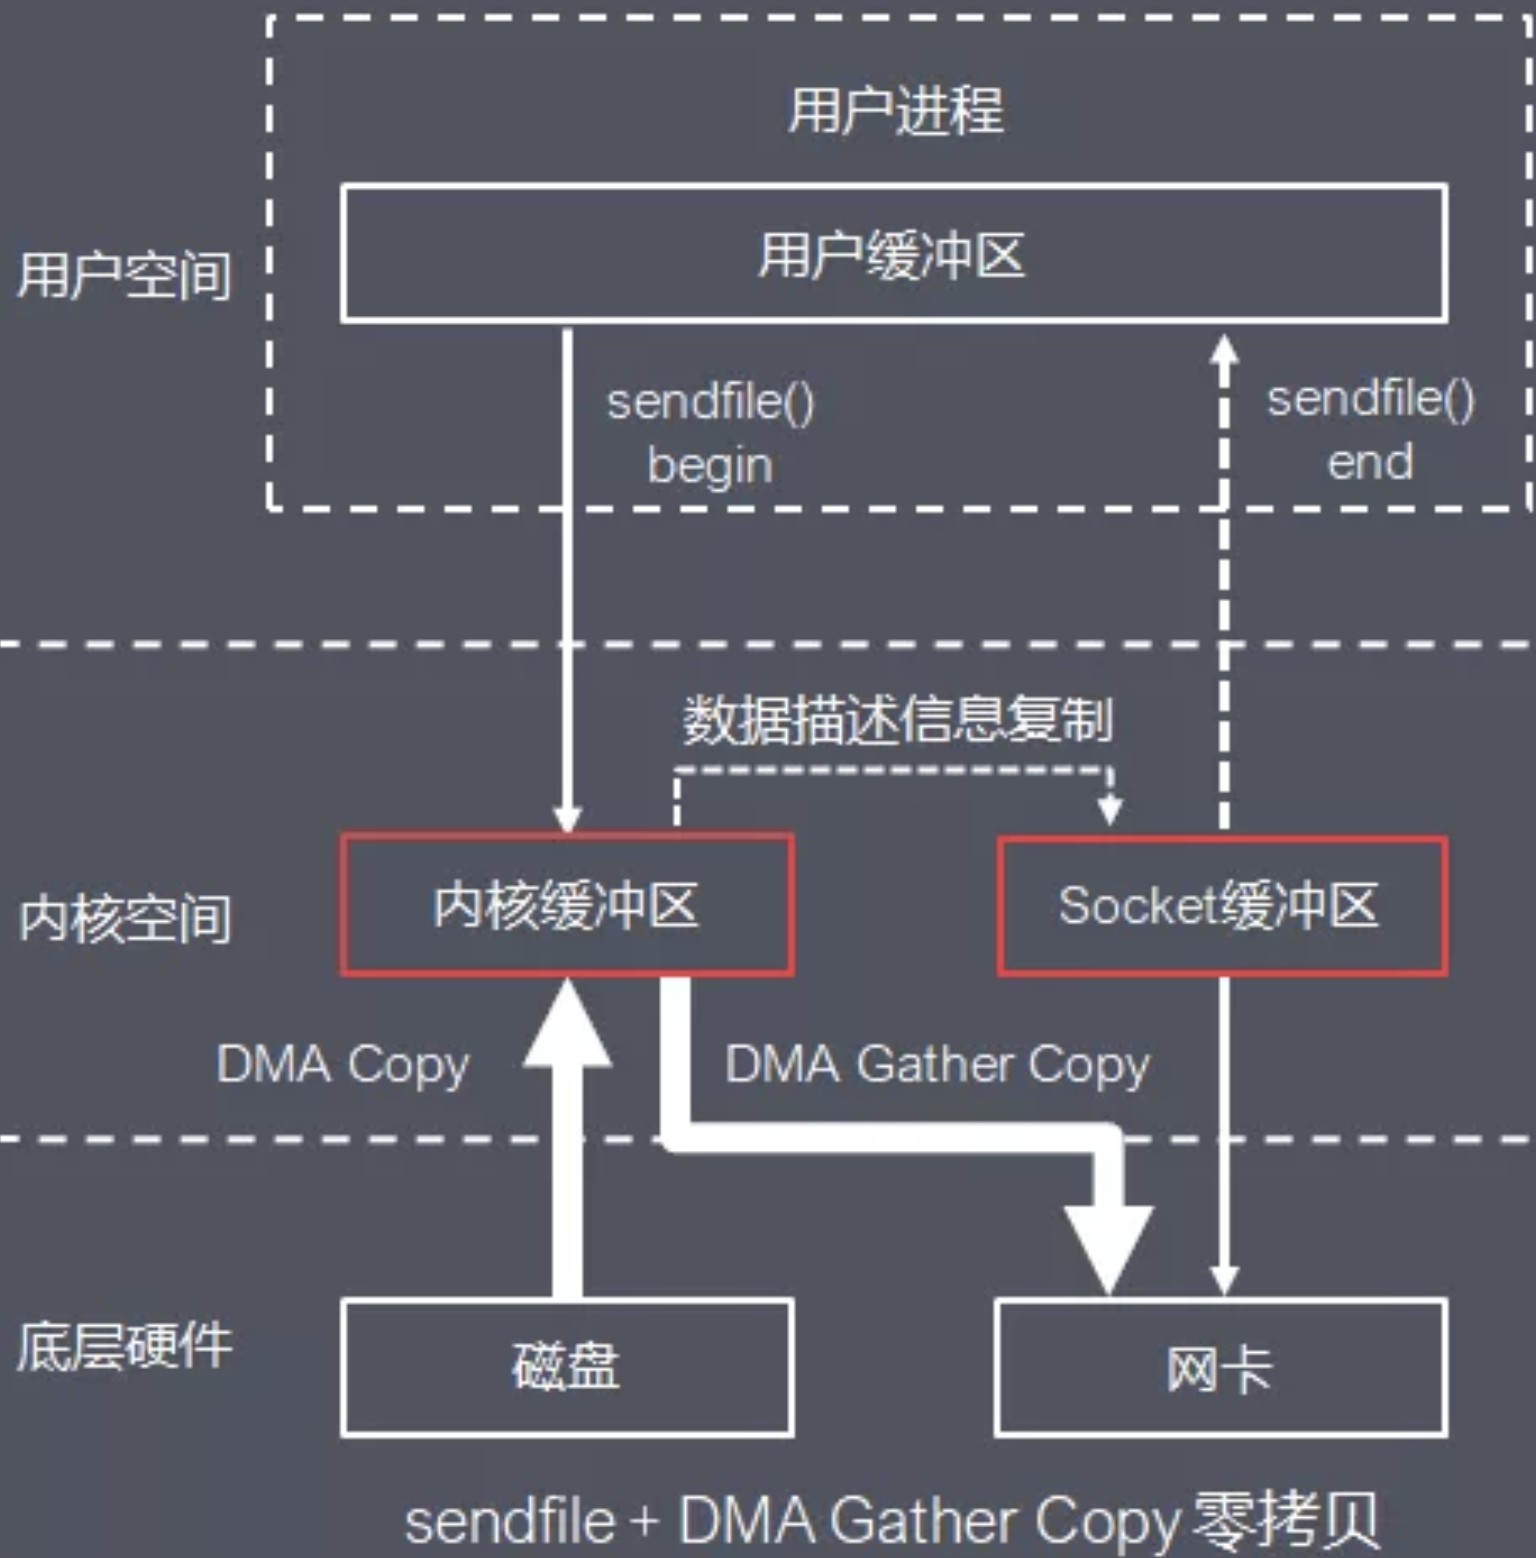 用户进程
用户缓冲区
用户空间
sendfile()
begin
sendfile()
end
数据描述信息复制
内核缓冲区
Socket缓冲区
内核空间
DMA Copy
DMA Gather Copy
底层硬件
磁盘
网卡
sendfile + DMA Gather Copy 零拷贝